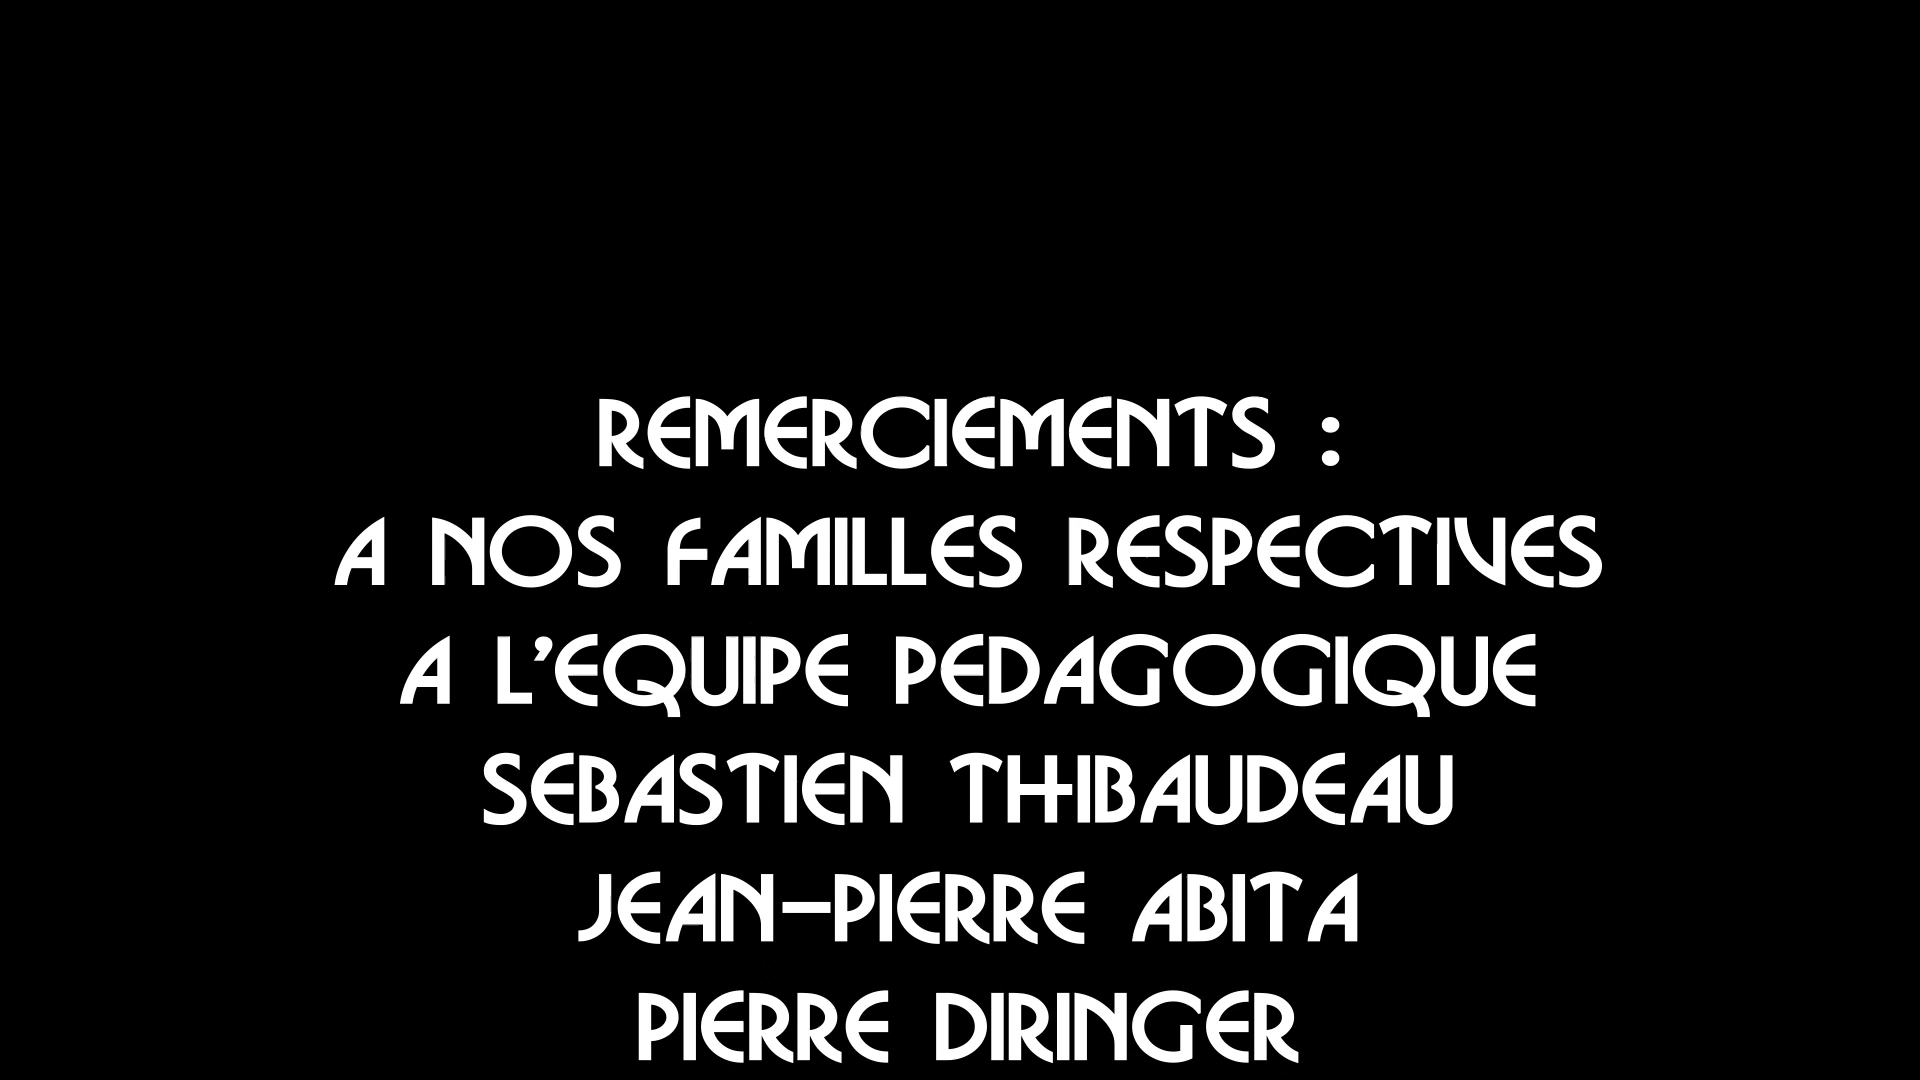 REMERCIEMENTS :
A NOS FAMILLES RESPECTIVES
A L'EQUIPE PEDAGOGIQUE
SEBASTIEN THIBAUDEAU
JEAN-PIERRE ABITA
PIERRE DIRINGER